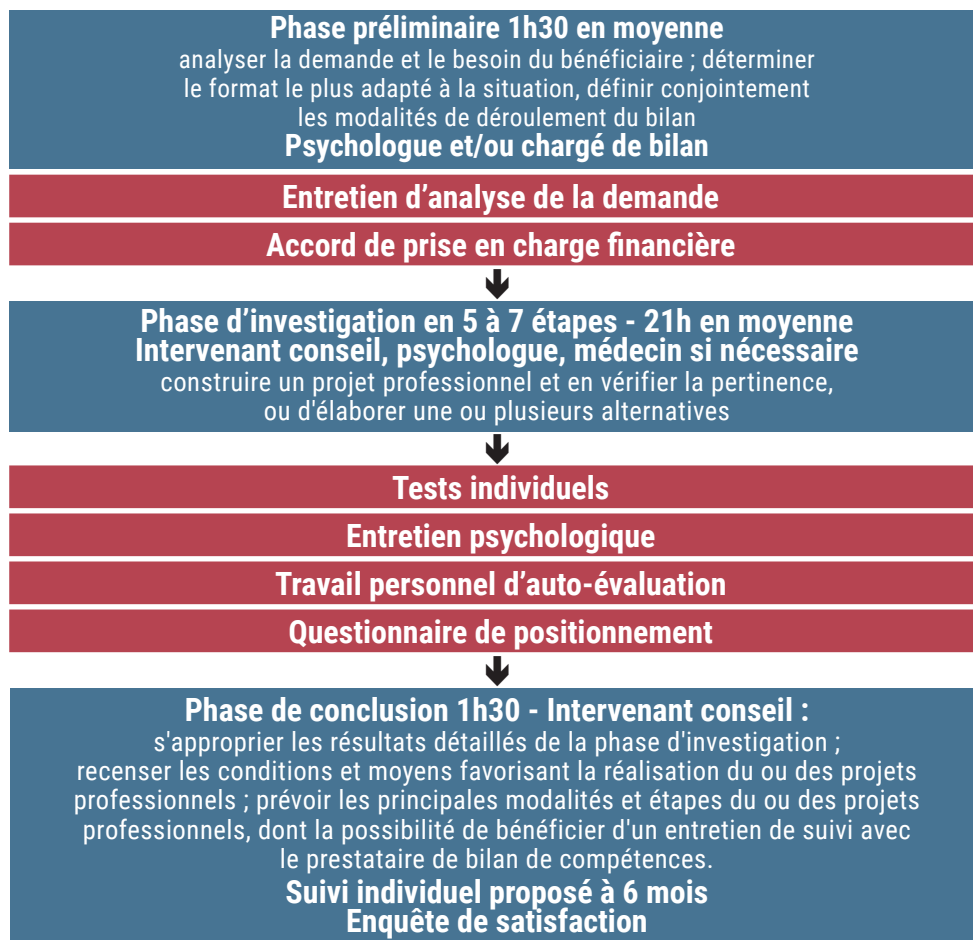 Phase préliminaire 1h30 en moyenne
analyser la demande et le besoin du bénéficiaire ; déterminer
le format le plus adapté à la situation, définir conjointement
les modalités de déroulement du bilan
Psychologue et/ou chargé de bilan
Entretien d’analyse de la demande
Accord de prise en charge financière
Phase d’investigation en 5 à 7 étapes - 21h en moyenne
Intervenant conseil, psychologue, médecin si nécessaire
construire un projet professionnel et en vérifier la pertinence,
ou d'élaborer une ou plusieurs alternatives
Tests individuels
Entretien psychologique
Travail personnel d’auto-évaluation
Questionnaire de positionnement
Phase de conclusion 1h30 - Intervenant conseil :
s'approprier les résultats détaillés de la phase d'investigation ;
recenser les conditions et moyens favorisant la réalisation du ou des projets
professionnels ; prévoir les principales modalités et étapes du ou des projets
professionnels, dont la possibilité de bénéficier d'un entretien de suivi avec
le prestataire de bilan de compétences.
Suivi individuel proposé à 6 mois
Enquête de satisfaction